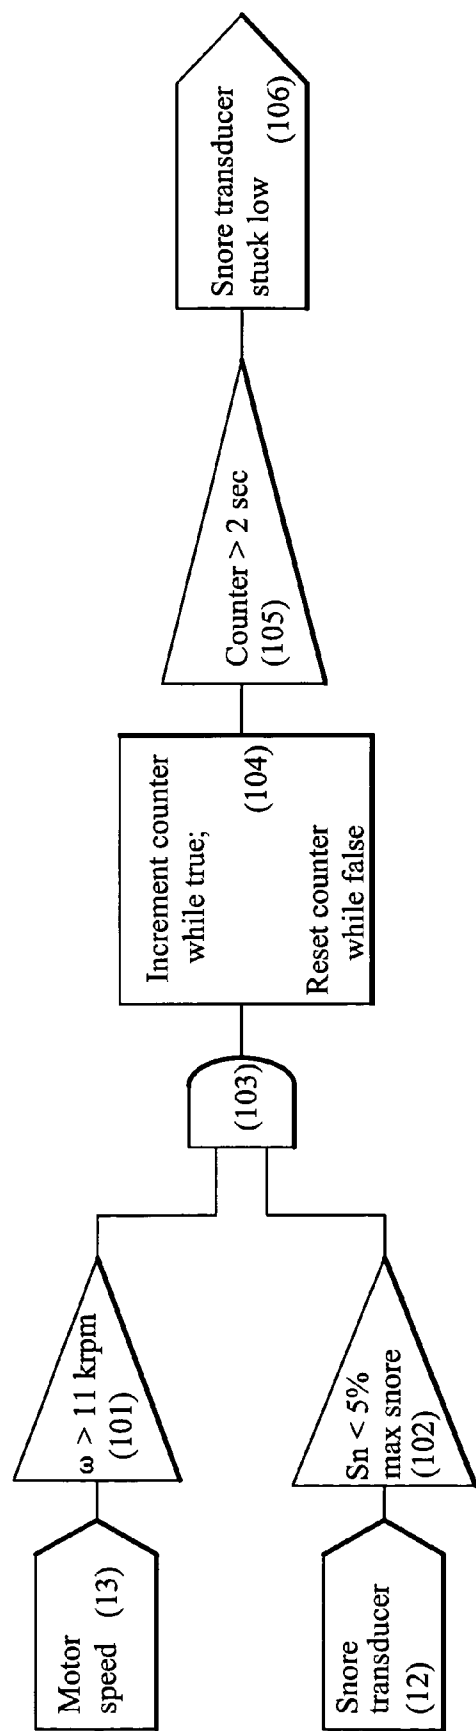 Motor
speed (13)
ω > 11 krpm
(101)
Snore
transducer
(12)
Sn < 5%
max snore
(102)
(103)
Increment counter
while true;
(104)
Reset counter
while false
Counter > 2 sec
(105)
Snore transducer
stuck low
(106)